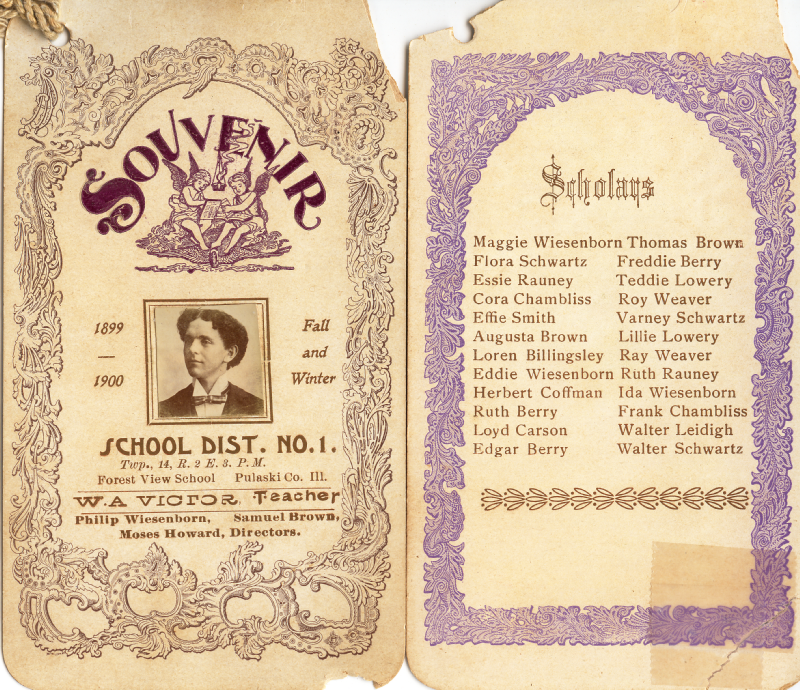 SOUVENIR
1899
—
1900
Fall
and
Winter
SCHOOL DIST. NO. 1.
Twp., 14, R. 2 E. 3. P. M.
Forest View School Pulaski Co. Ill.
W. A VICTOR, Teacher
Philip Wiesenborn, Samuel Brown,
Moses Howard, Directors.
Scholars
Maggie Wiesenborn Thomas Brown
Flora Schwartz Freddie Berry
Essie Rauney Teddie Lowery
Cora Chambliss Roy Weaver
Effie Smith Varney Schwartz
Augusta Brown Lillie Lowery
Loren Billingsley Ray Weaver
Eddie Wiesenborn Ruth Rauney
Herbert Coffman Ida Wiesenborn
Ruth Berry Frank Chambliss
Loyd Carson Walter Leidigh
Edgar Berry Walter Schwartz